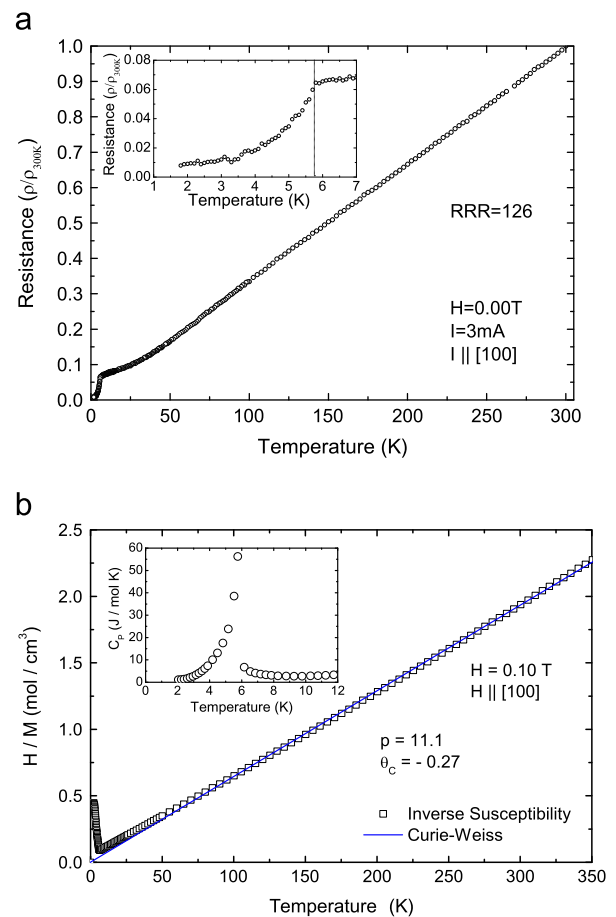 a
1.0
0.9
0.8
0.7
0.6
0.5
0.4
0.3
0.2
0.1
0.0
Resistance (ρ/ρ300K)
0.08
0.06
0.04
0.02
0.00
Resistance (ρ/ρ300K)
1 2 3 4 5 6 7
Temperature (K)
RRR=126
H=0.00T
I=3mA
I || [100]
0 50 100 150 200 250 300
Temperature (K)
b
2.5
2.0
1.5
1.0
0.5
0.0
H / M (mol / cm³)
60
50
40
30
20
10
0
CP (J / mol K)
0 2 4 6 8 10 12
Temperature (K)
H = 0.10 T
H || [100]
p = 11.1
θC = - 0.27
Inverse Susceptibility
Curie-Weiss
0 50 100 150 200 250 300 350
Temperature (K)